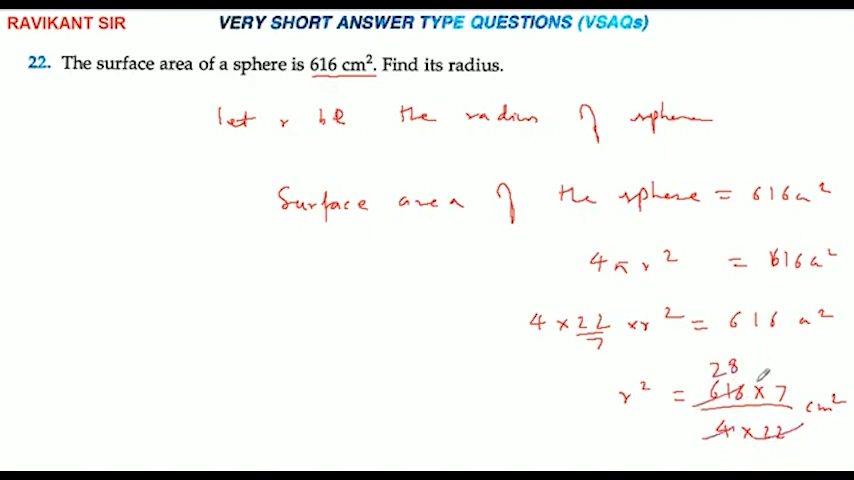 RAVIKANT SIR VERY SHORT ANSWER TYPE QUESTIONS (VSAQs)
22. The surface area of a sphere is 616 cm². Find its radius.
Let r be the radius of sphere
Surface area of the sphere = 616 cm²
4 π r² = 616 cm²
4 × 22/7 × r² = 616 cm²
28
r² = 616 × 7 / 4 × 22 cm²